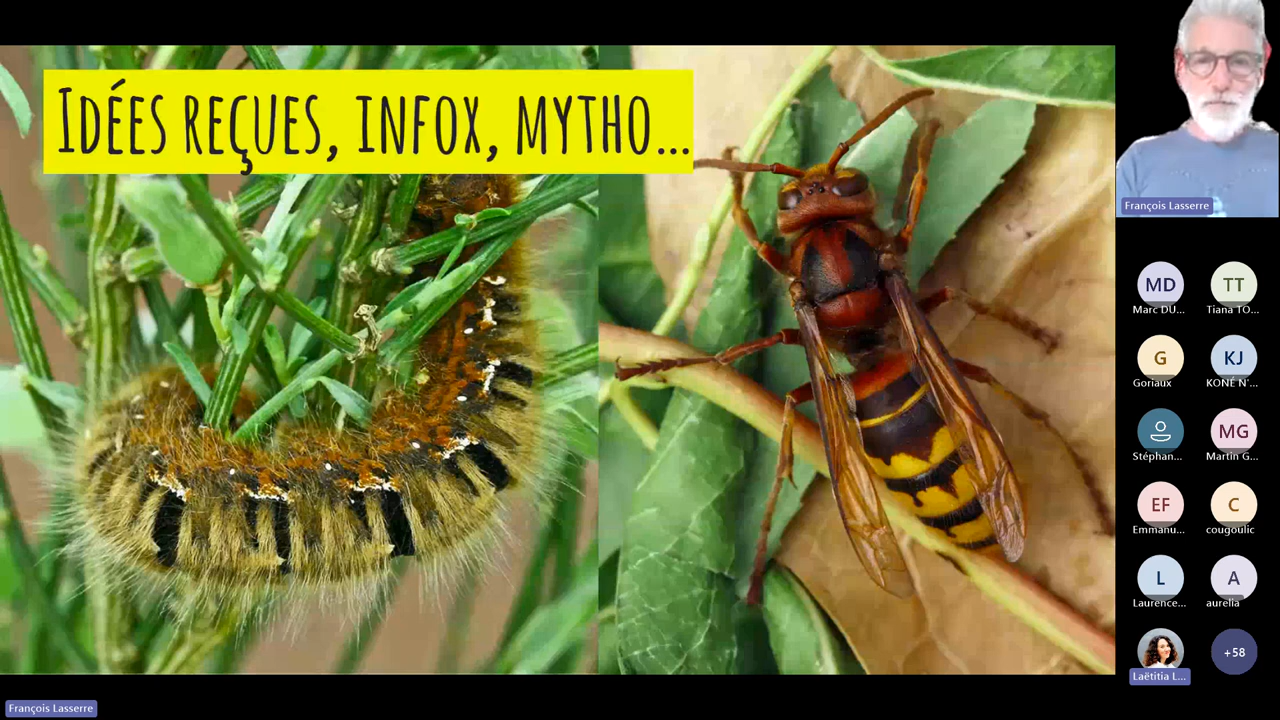 Idées reçues, infox, mytho...
François Lasserre
MD
Marc DU...
TT
Tiana TO...
G
Goriaux
KJ
KONÉ N'...
Stéphan...
MG
Martin G...
EF
Emmanu...
C
cougoulic
L
Laurence...
A
aurelia
Laëtitia L...
+58
François Lasserre